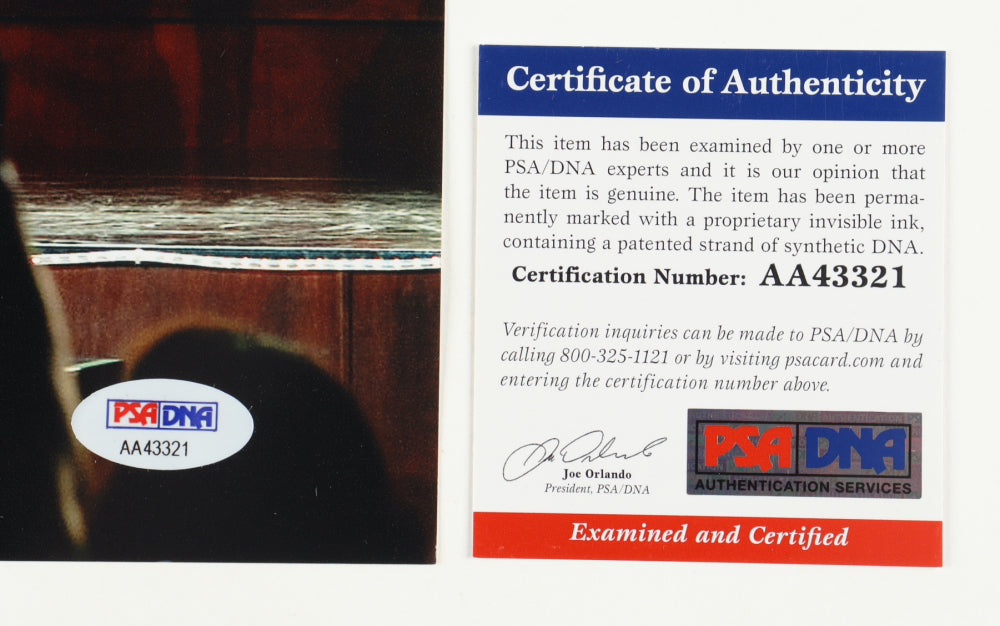 PSA DNA
AA43321
Certificate of Authenticity
This item has been examined by one or more
PSA/DNA experts and it is our opinion that
the item is genuine. The item has been perma-
nently marked with a proprietary invisible ink,
containing a patented strand of synthetic DNA.
Certification Number: AA43321
Verification inquiries can be made to PSA/DNA by
calling 800-325-1121 or by visiting psacard.com and
entering the certification number above.
Joe Orlando
President, PSA/DNA
PSA DNA
AUTHENTICATION SERVICES
Examined and Certified